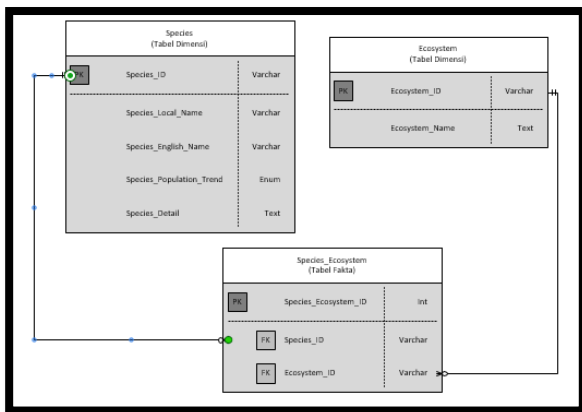 Species
(Tabel Dimensi)
PK Species_ID Varchar
Species_Local_Name Varchar
Species_English_Name Varchar
Species_Population_Trend Enum
Species_Detail Text
Ecosystem
(Tabel Dimensi)
PK Ecosystem_ID Varchar
Ecosystem_Name Text
Species_Ecosystem
(Tabel Fakta)
PK Species_Ecosystem_ID Int
FK Species_ID Varchar
FK Ecosystem_ID Varchar